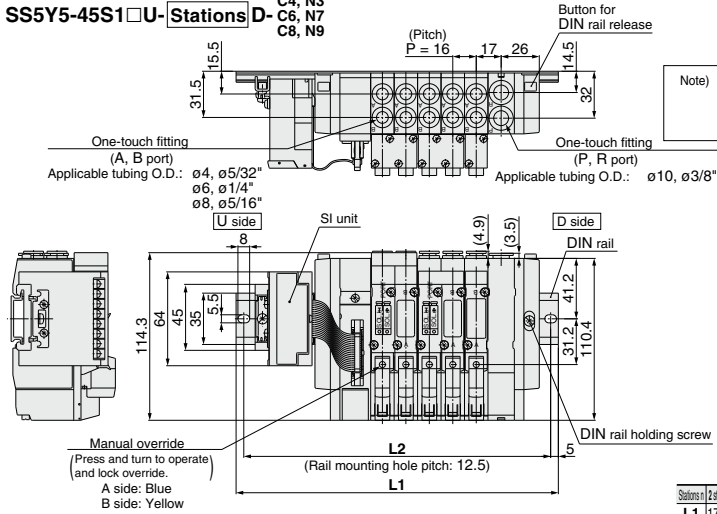 SS5Y5-45S1□U-Stations D-
C4, N3
C6, N7
C8, N9
Button for
DIN rail release
(Pitch)
P = 16
17
26
15.5
31.5
14.5
32
Note)
One-touch fitting
(A, B port)
Applicable tubing O.D.: ø4, ø5/32"
ø6, ø1/4"
ø8, ø5/16"
One-touch fitting
(P, R port)
Applicable tubing O.D.: ø10, ø3/8"
U side
SI unit
D side
DIN rail
8
(4.9)
(3.5)
114.3
64
45
35
5.5
41.2
31.2
110.4
Manual override
(Press and turn to operate
and lock override.)
A side: Blue
B side: Yellow
L2
(Rail mounting hole pitch: 12.5)
L1
5
DIN rail holding screw
Stations n
L1